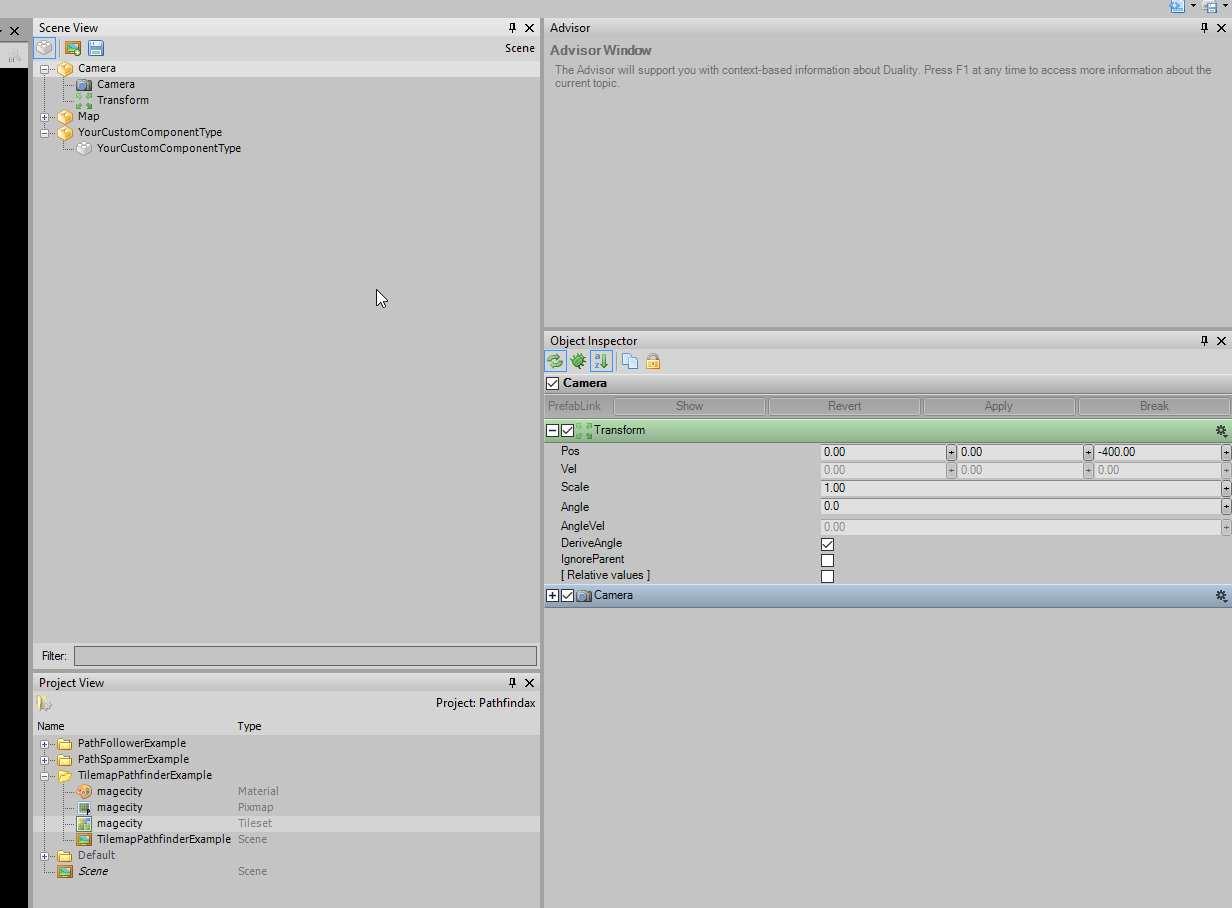 Scene View
Scene
Camera
Camera
Transform
Map
YourCustomComponentType
YourCustomComponentType
Filter:
Project View
Project: Pathfindax
Name Type
PathFollowerExample
PathSpammerExample
TilemapPathfinderExample
magecity Material
magecity Pixmap
magecity Tileset
TilemapPathfinderExample Scene
Default
Scene Scene
Advisor
Advisor Window
The Advisor will support you with context-based information about Duality. Press F1 at any time to access more information about the
current topic.
Object Inspector
Camera
PrefabLink Show Revert Apply Break
Transform
Pos 0.00 0.00 -400.00
Vel 0.00 0.00 0.00
Scale 1.00
Angle 0.0
AngleVel 0.00
DeriveAngle
IgnoreParent
[ Relative values ]
Camera